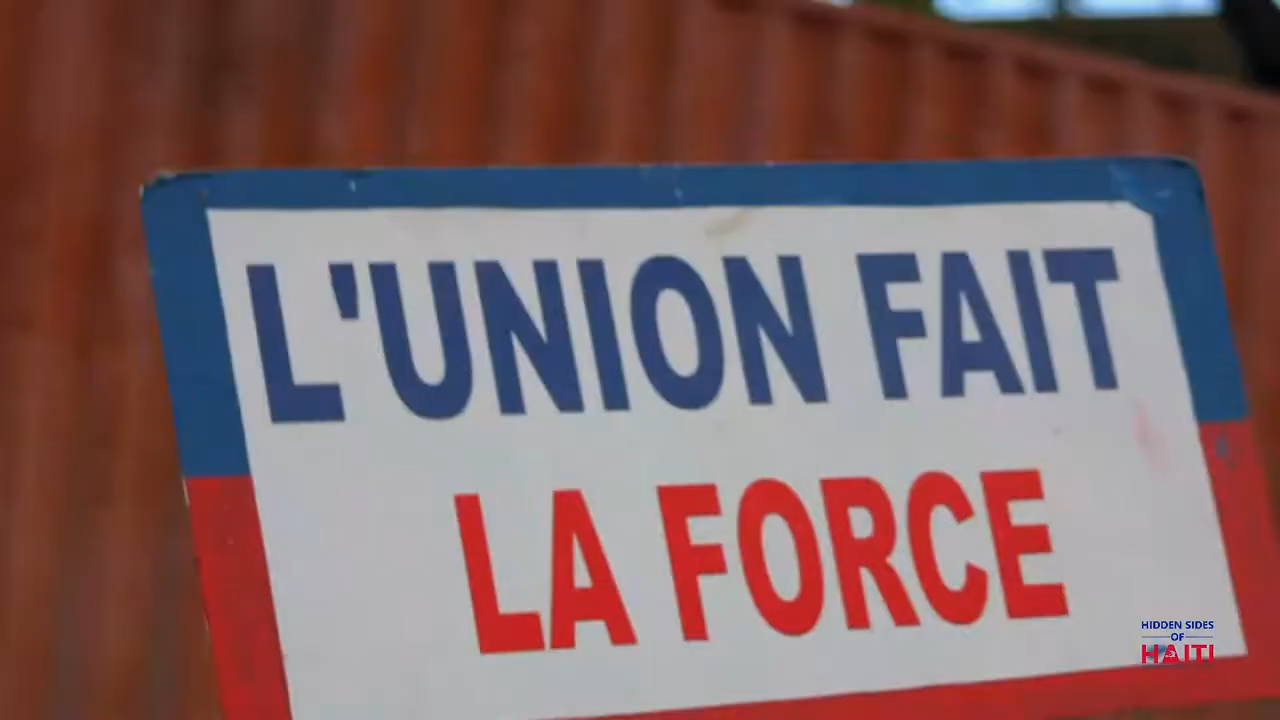 L'UNION FAIT
LA FORCE
HIDDEN SIDES
OF
HAITI